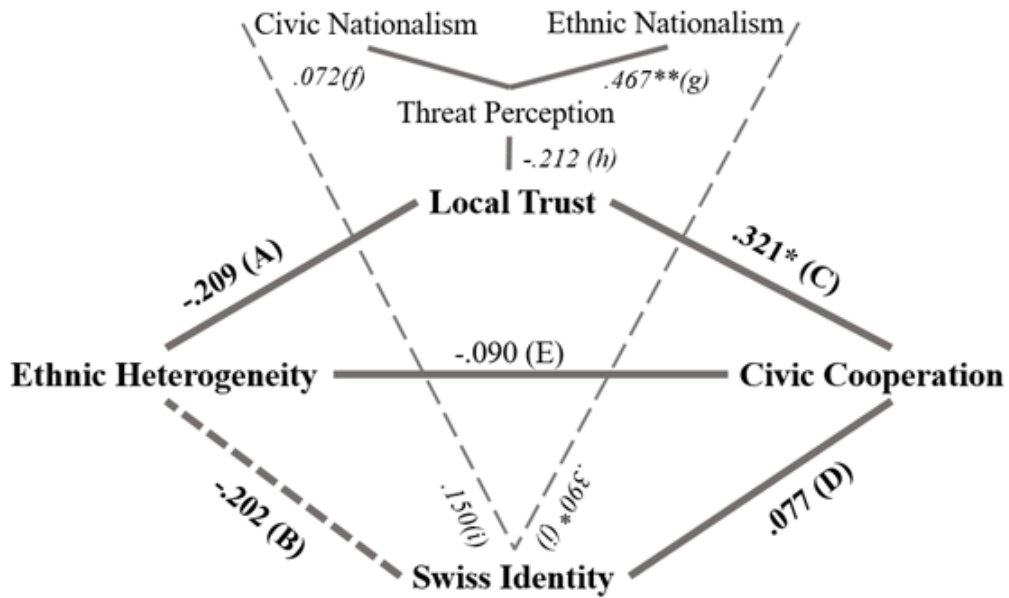 Civic Nationalism
Ethnic Nationalism
.072(f)
.467**(g)
Threat Perception
-.212 (h)
Local Trust
-.209 (A)
.321* (C)
-.090 (E)
Ethnic Heterogeneity
Civic Cooperation
-.202 (B)
.150(i)
.390* (j)
.077 (D)
Swiss Identity